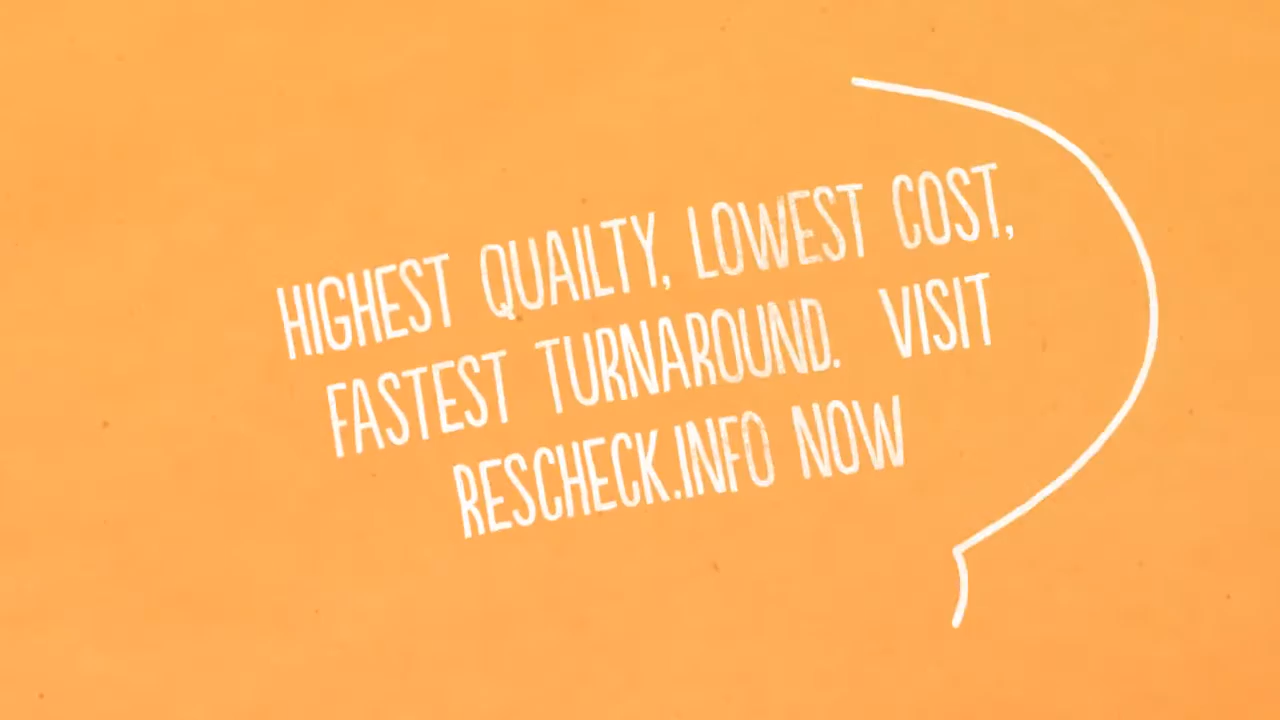 HIGHEST QUAILTY, LOWEST COST,
FASTEST TURNAROUND. VISIT
RESCHECK.INFO NOW